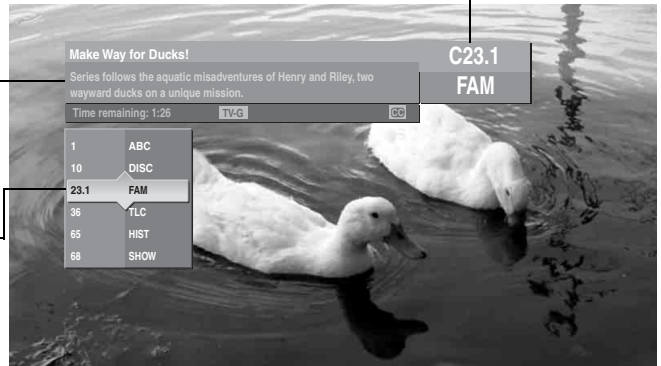 Make Way for Ducks!
C23.1
FAM
Series follows the aquatic misadventures of Henry and Riley, two
wayward ducks on a unique mission.
Time remaining: 1:26 TV-G CC
1 ABC
10 DISC
23.1 FAM
36 TLC
65 HIST
68 SHOW